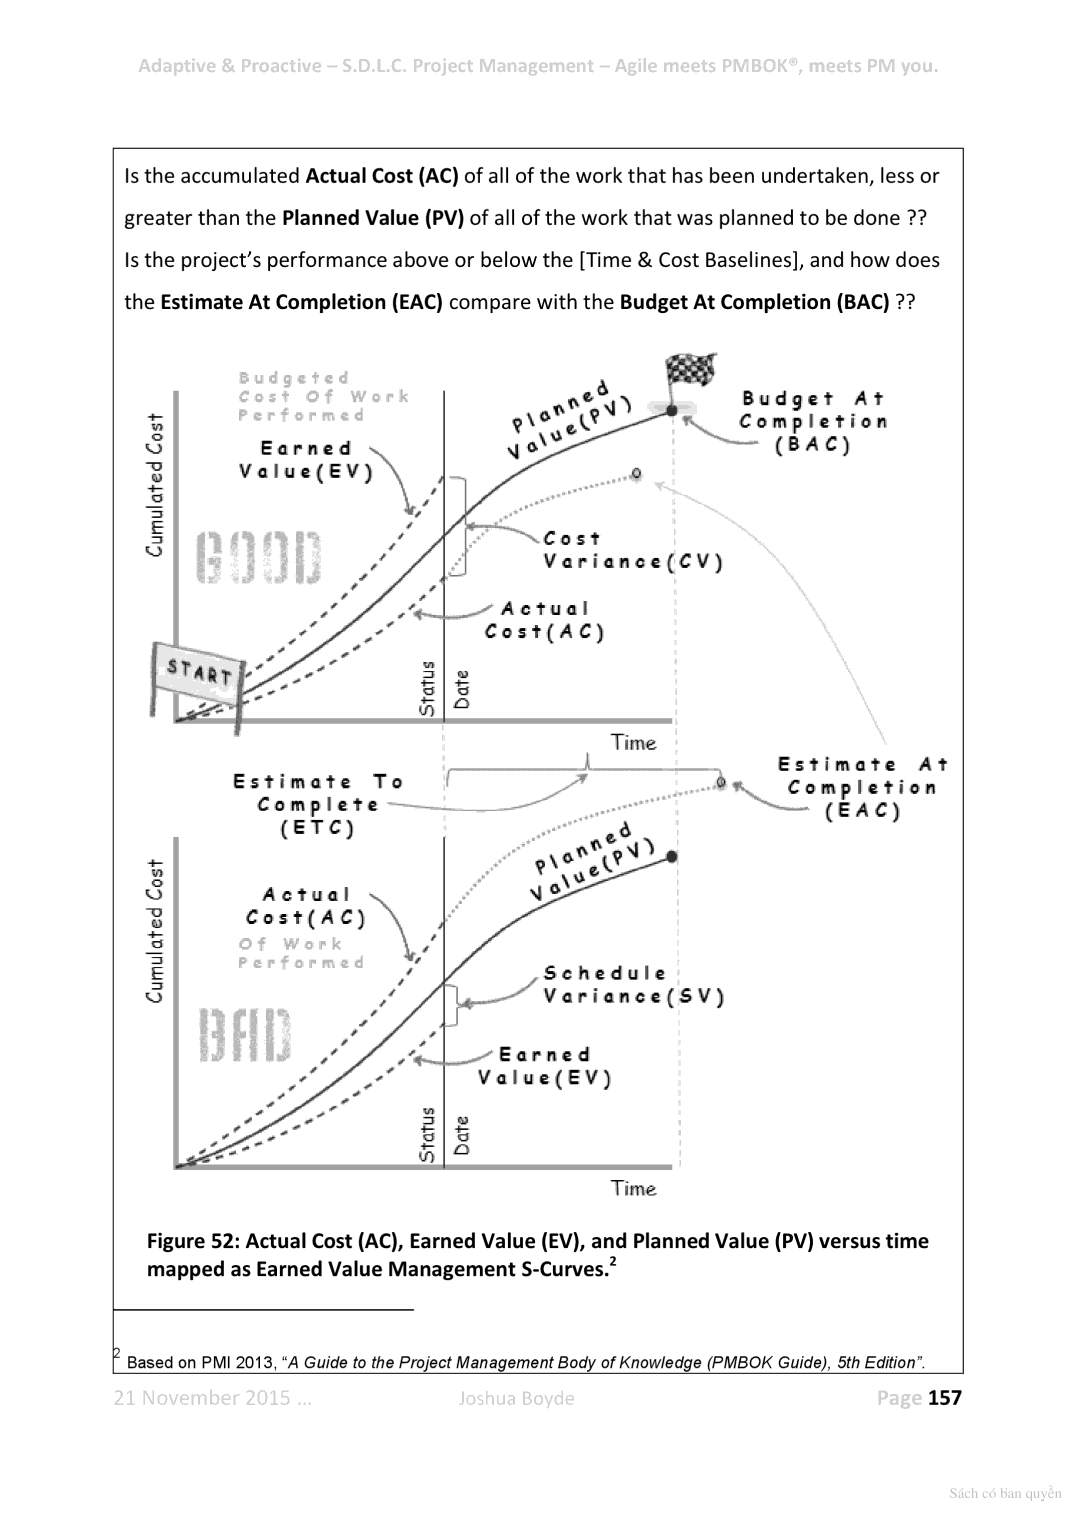 Adaptive & Proactive – S.D.L.C. Project Management – Agile meets PMBOK®, meets PM you.
Is the accumulated Actual Cost (AC) of all of the work that has been undertaken, less or
greater than the Planned Value (PV) of all of the work that was planned to be done ??
Is the project’s performance above or below the [Time & Cost Baselines], and how does
the Estimate At Completion (EAC) compare with the Budget At Completion (BAC) ??
Budgeted
Cost Of Work
Performed
Earned
Value(EV)
Planned
Value(PV)
Budget At
Completion
(BAC)
Cumulated Cost
GOOD
Cost
Variance(CV)
Actual
Cost(AC)
START
Status
Date
Time
Estimate To
Complete
(ETC)
Estimate At
Completion
(EAC)
Planned
Value(PV)
Cumulated Cost
Actual
Cost(AC)
Of Work
Performed
Schedule
Variance(SV)
BAD
Earned
Value(EV)
Status
Date
Time
Figure 52: Actual Cost (AC), Earned Value (EV), and Planned Value (PV) versus time
mapped as Earned Value Management S-Curves.2
2 Based on PMI 2013, “A Guide to the Project Management Body of Knowledge (PMBOK Guide), 5th Edition”.
21 November 2015 ... Joshua Boyde Page 157
Sách có bản quyền